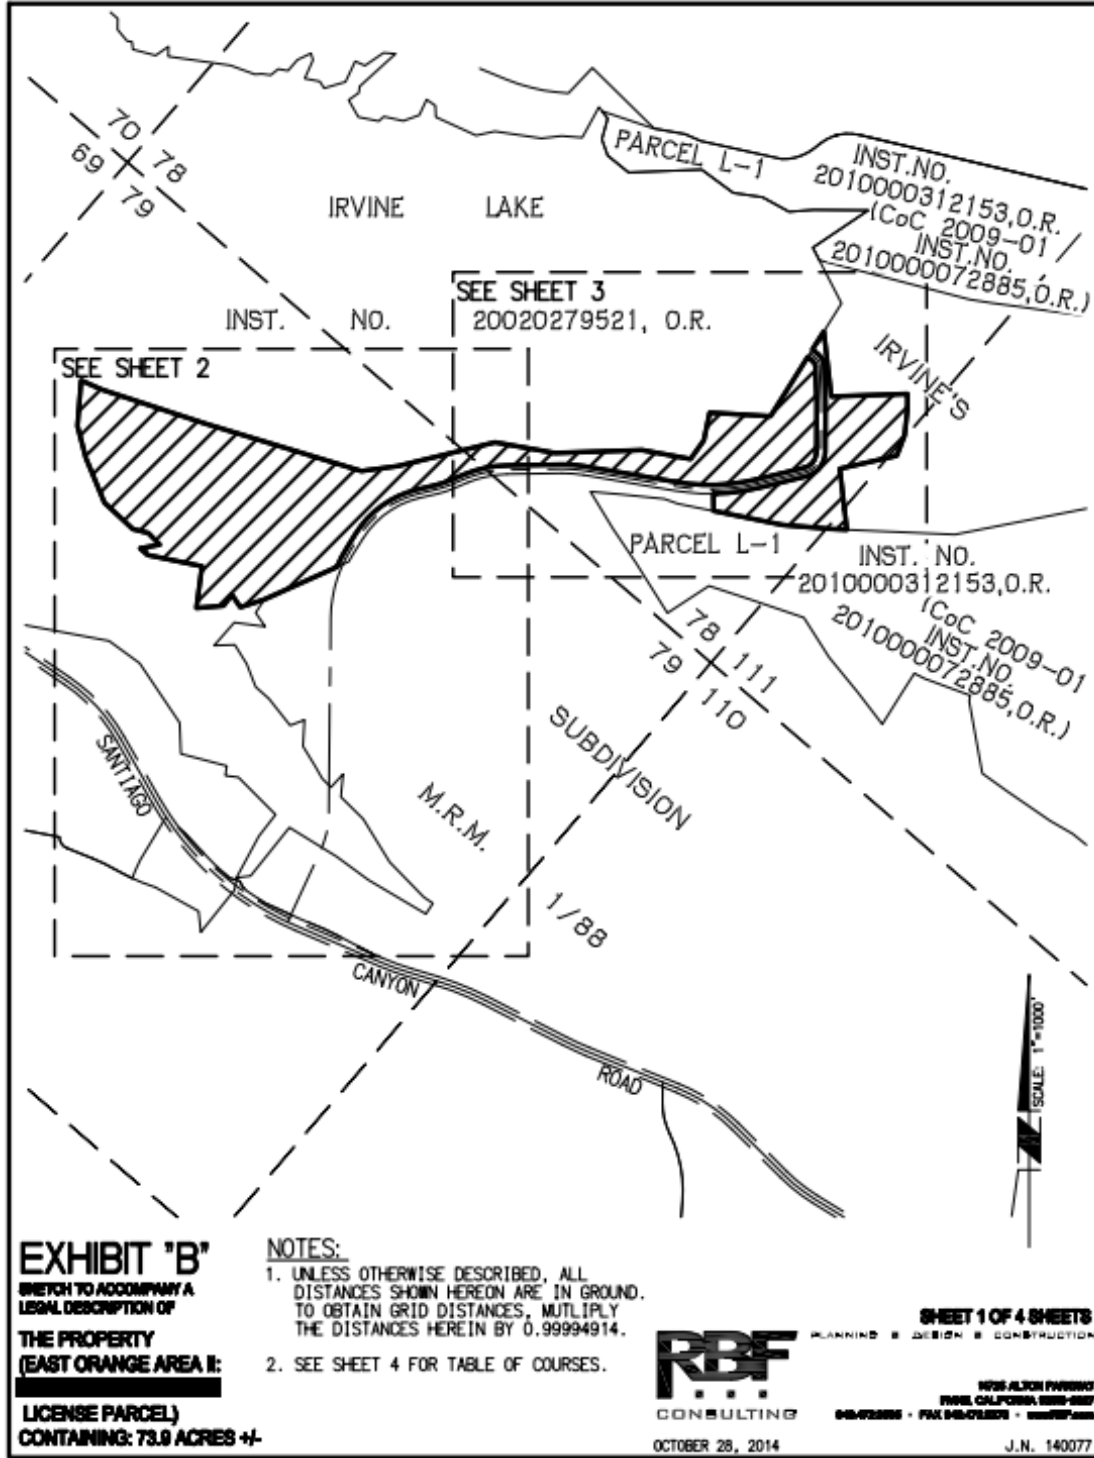 70
78
69
79
PARCEL L-1
INST.NO.
2010000312153,O.R.
(CoC 2009-01
INST.NO.
2010000072885,O.R.)
IRVINE LAKE
SEE SHEET 3
INST. NO. 20020279521, O.R.
SEE SHEET 2
IRVINE'S
PARCEL L-1
INST. NO.
2010000312153,O.R.
(CoC 2009-01
INST.NO.
2010000072885,O.R.)
78
111
79
110
SUBDIVISION
M.R.M.
1/88
SANTIAGO
CANYON
ROAD
SCALE: 1"=1000'
EXHIBIT "B"
SKETCH TO ACCOMPANY A
LEGAL DESCRIPTION OF
THE PROPERTY
(EAST ORANGE AREA II:
LICENSE PARCEL)
CONTAINING: 73.9 ACRES +/-
NOTES:
1. UNLESS OTHERWISE DESCRIBED, ALL
DISTANCES SHOWN HEREON ARE IN GROUND.
TO OBTAIN GRID DISTANCES, MUTLIPLY
THE DISTANCES HEREIN BY 0.99994914.
2. SEE SHEET 4 FOR TABLE OF COURSES.
SHEET 1 OF 4 SHEETS
RBF
CONSULTING
PLANNING ■ DESIGN ■ CONSTRUCTION
ALTON PARKWAY
CALIFORNIA
OCTOBER 28, 2014
J.N. 140077